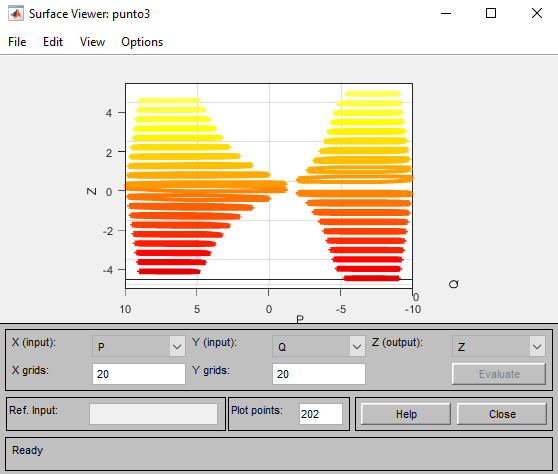 Surface Viewer: punto3
File Edit View Options
4
2
0
-2
-4
Z
10 5 0 -5 -10
0
P
Q
X (input): P Y (input): Q Z (output): Z
X grids: 20 Y grids: 20 Evaluate
Ref. Input: Plot points: 202 Help Close
Ready